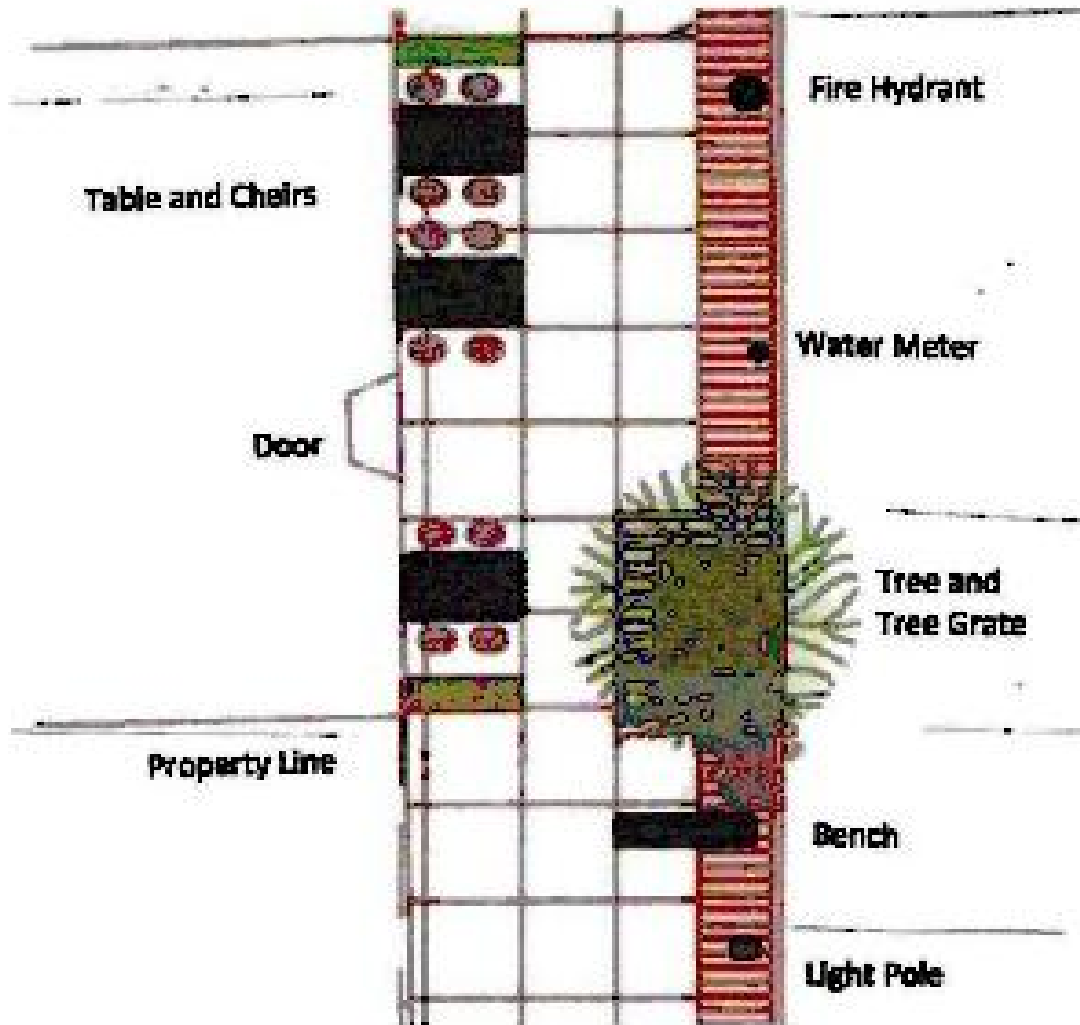 Fire Hydrant
Table and Chairs
Water Meter
Door
Tree and
Tree Grate
Property Line
Bench
Light Pole